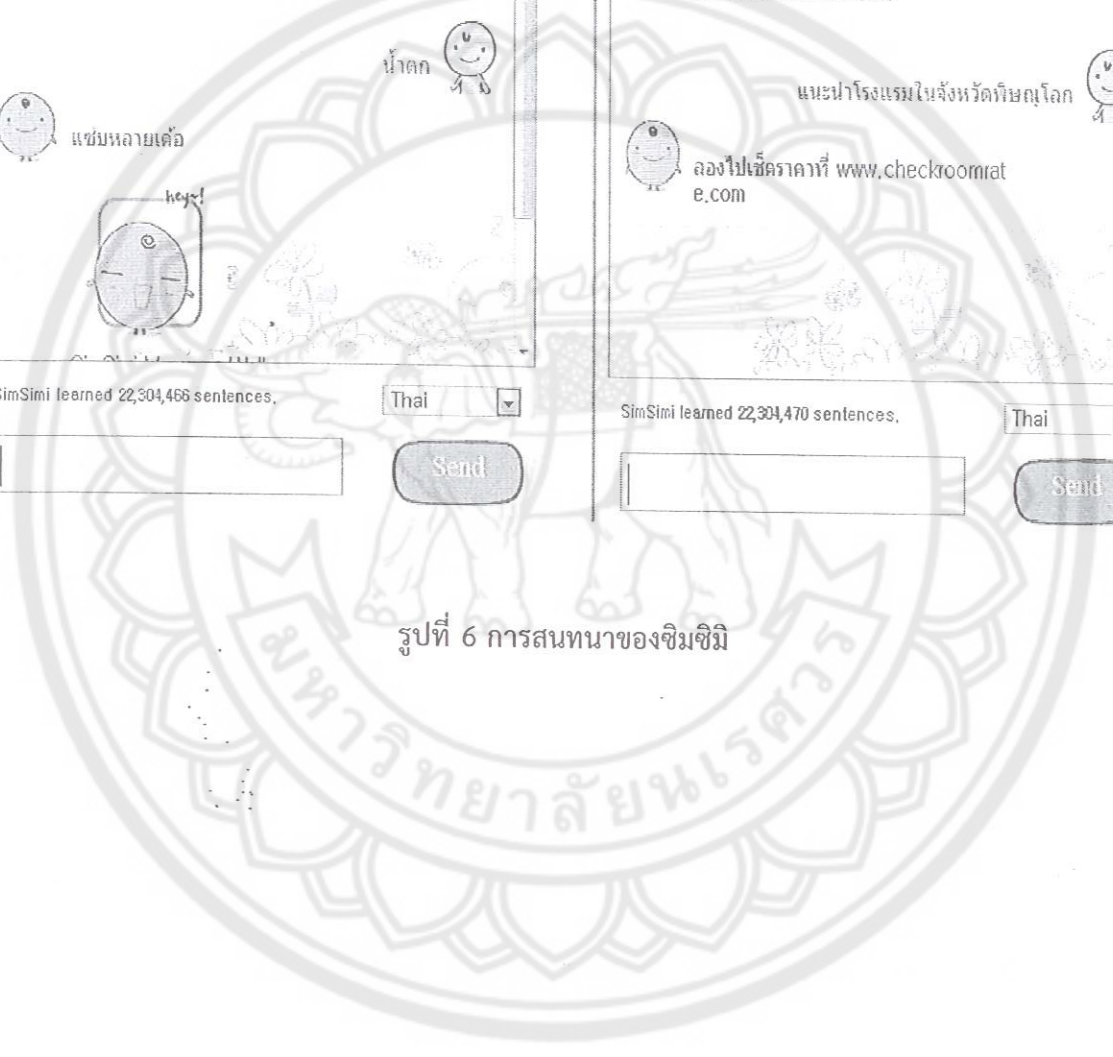 น้ำตก
แซ่บหลายเด้อ
hey~!
SimSimi learned 22,304,466 sentences.
Thai
Send
แนะนำโรงแรมในจังหวัดพิษณุโลก
ลองไปเช็คราคาที่ www.checkroomrat
e.com
SimSimi learned 22,304,470 sentences.
Thai
Send
รูปที่ 6 การสนทนาของซิมซิมิ
มหาวิทยาลัยนเรศวร